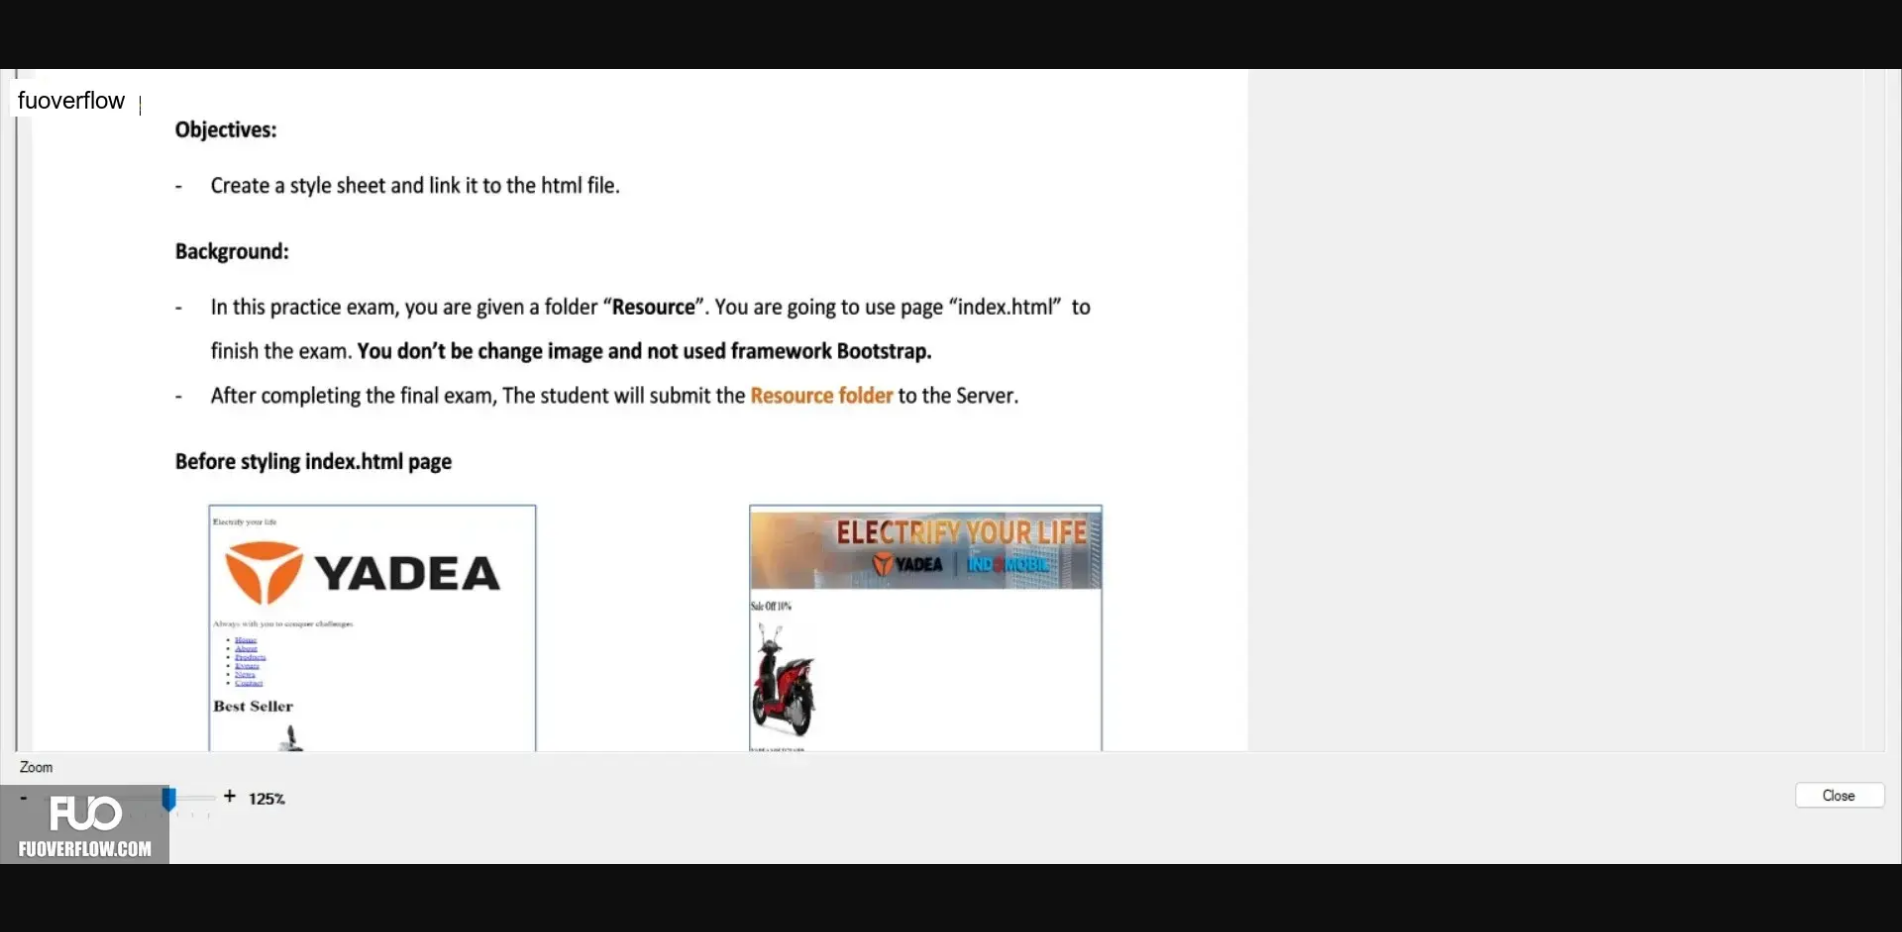 fuoverflow
Objectives:
- Create a style sheet and link it to the html file.
Background:
- In this practice exam, you are given a folder “Resource”. You are going to use page “index.html” to
finish the exam. You don’t be change image and not used framework Bootstrap.
- After completing the final exam, The student will submit the Resource folder to the Server.
Before styling index.html page
Electrify your life
YADEA
Always with you to conquer challenges
• Home
• About
• Products
• Events
• News
• Contact
Best Seller
ELECTRIFY YOUR LIFE
YADEA | INDOMOBIL
Sale Off 10%
Zoom
- + 125%
Close
FUO
FUOVERFLOW.COM